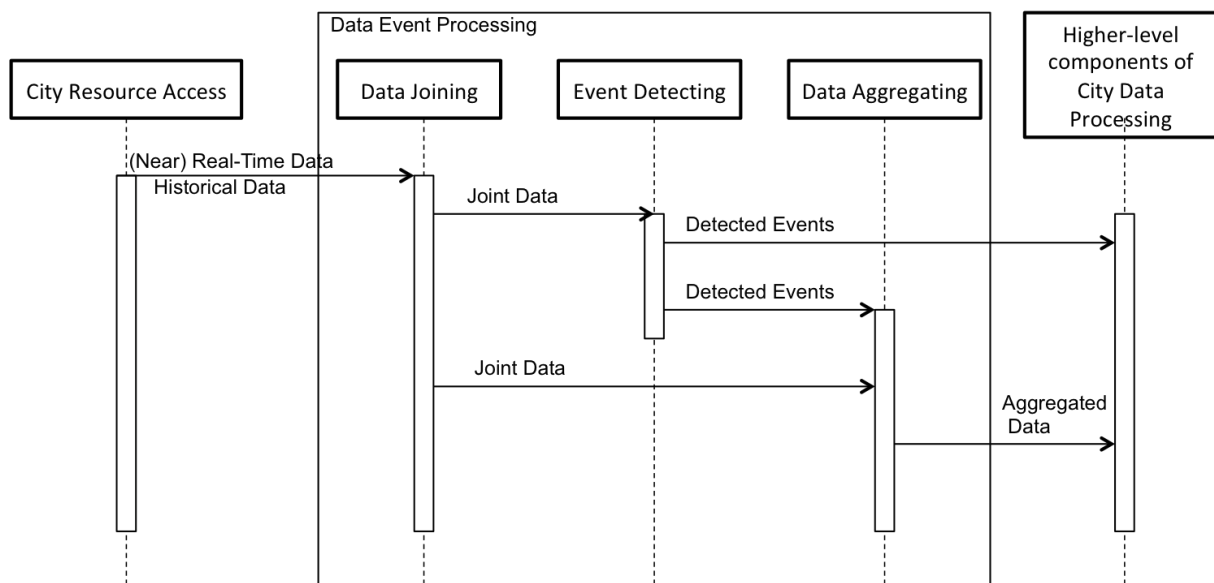 Data Event Processing
City Resource Access
Data Joining
Event Detecting
Data Aggregating
Higher-level
components of
City Data
Processing
(Near) Real-Time Data
Historical Data
Joint Data
Detected Events
Detected Events
Joint Data
Aggregated
Data